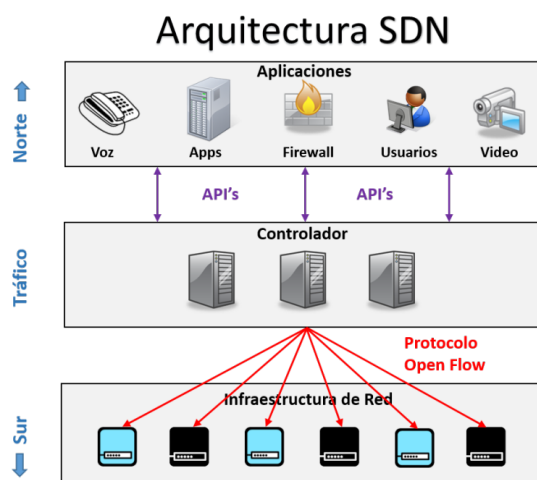 Arquitectura SDN
Norte
Aplicaciones
Voz
Apps
Firewall
Usuarios
Video
API's
API's
Tráfico
Controlador
Protocolo
Open Flow
Sur
Infraestructura de Red